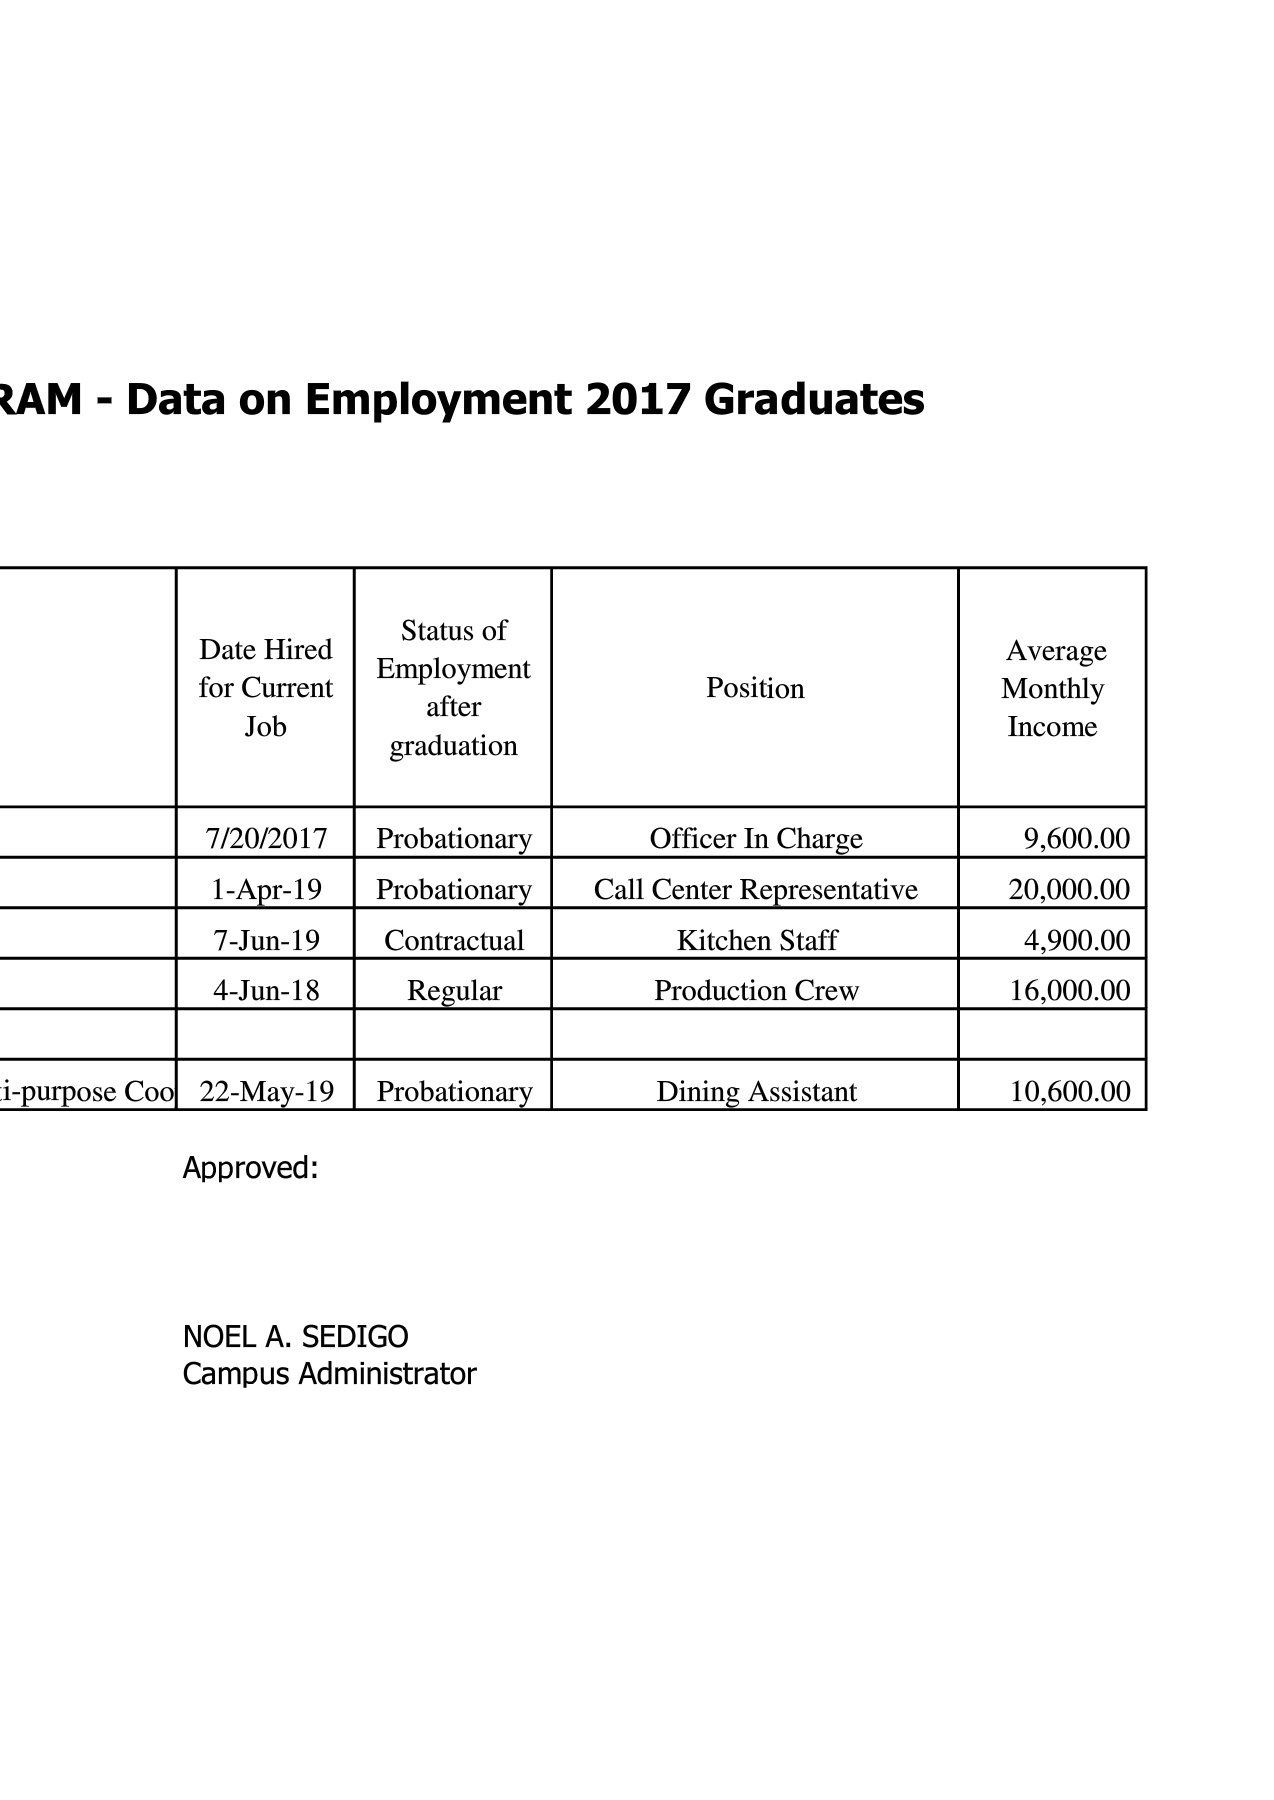 RAM - Data on Employment 2017 Graduates
Date Hired for Current Job Status of Employment after graduation Position Average Monthly Income
7/20/2017 Probationary Officer In Charge 9,600.00
1-Apr-19 Probationary Call Center Representative 20,000.00
7-Jun-19 Contractual Kitchen Staff 4,900.00
4-Jun-18 Regular Production Crew 16,000.00
ti-purpose Coo 22-May-19 Probationary Dining Assistant 10,600.00
Approved:
NOEL A. SEDIGO
Campus Administrator